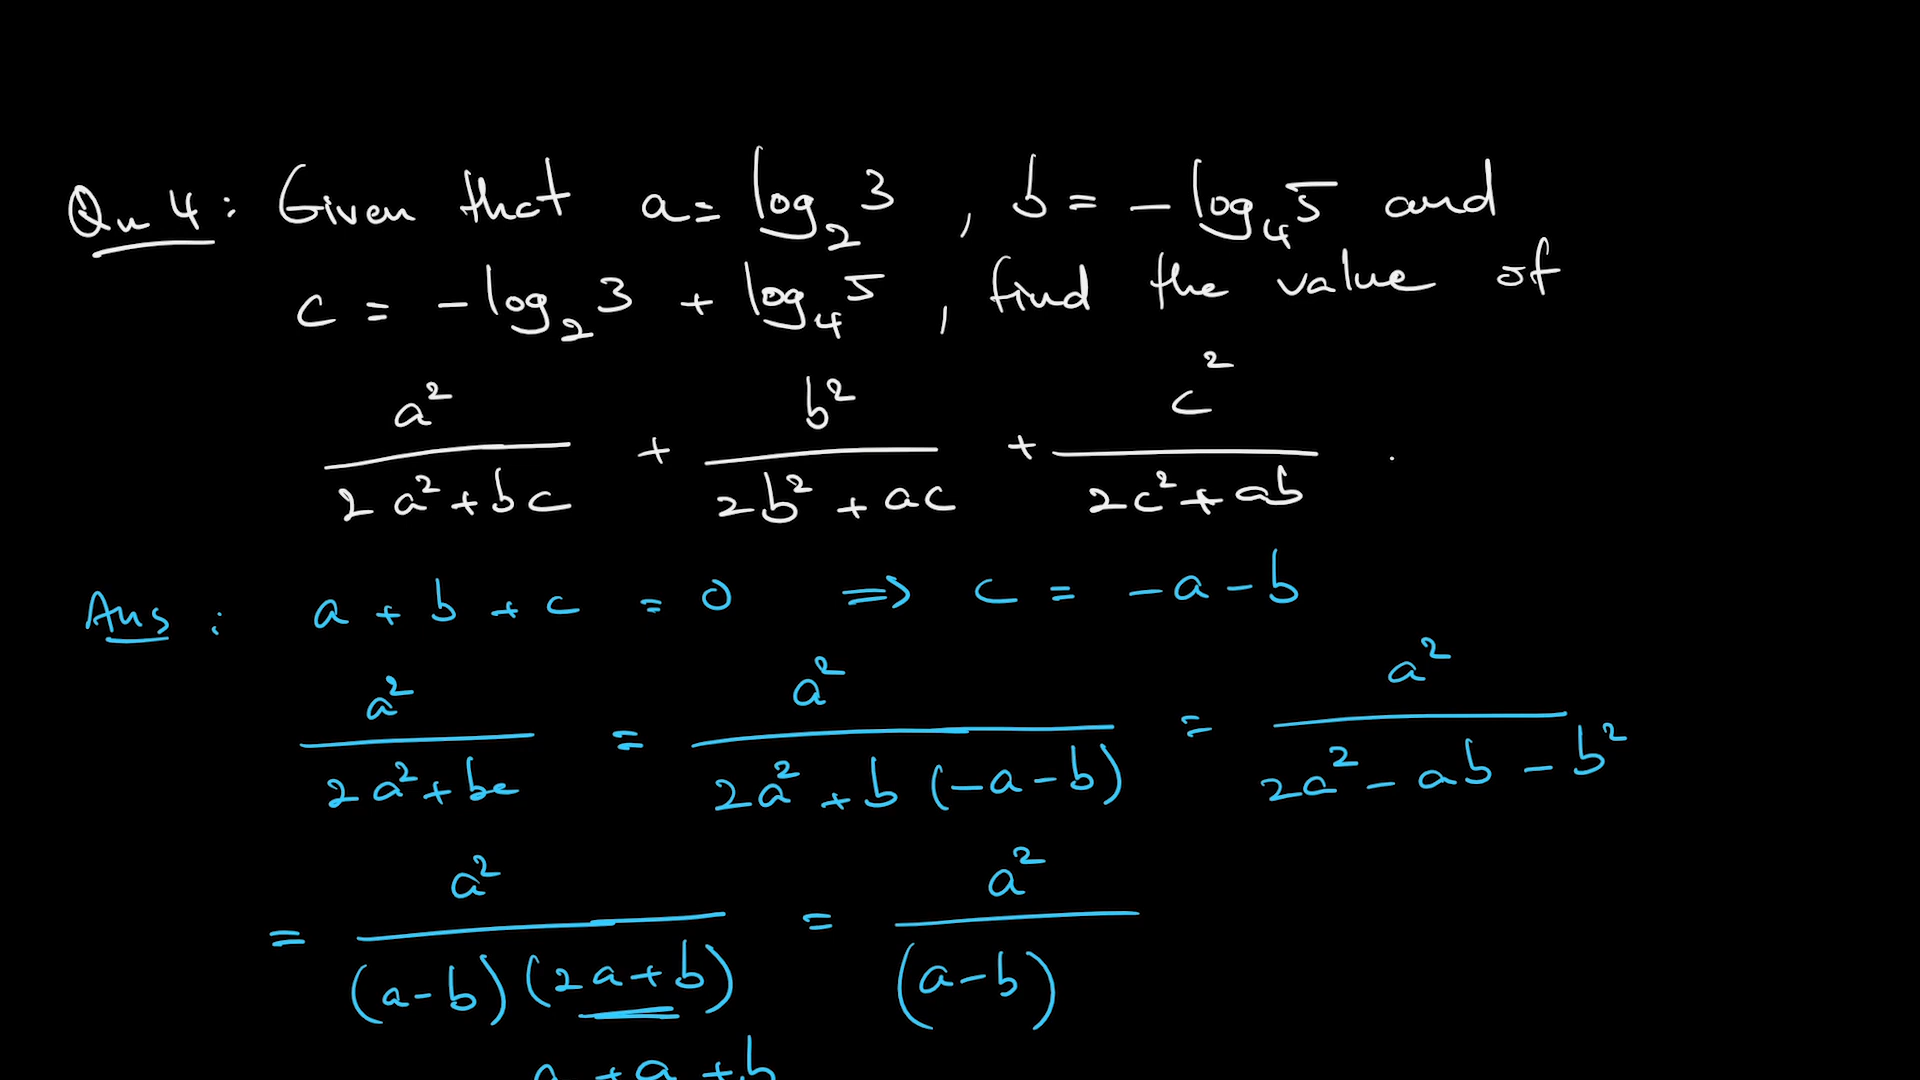 Qn 4: Given that a = log₂3 , b = -log₄5 and
c = -log₂3 + log₄5 , find the value of
a²/(2a²+bc) + b²/(2b²+ac) + c²/(2c²+ab) .
Ans : a + b + c = 0 ⇒ c = -a-b
a²/(2a²+bc) = a²/(2a²+b(-a-b)) = a²/(2a²-ab-b²)
= a²/((a-b)(2a+b)) = a²/(a-b)
a + a + b